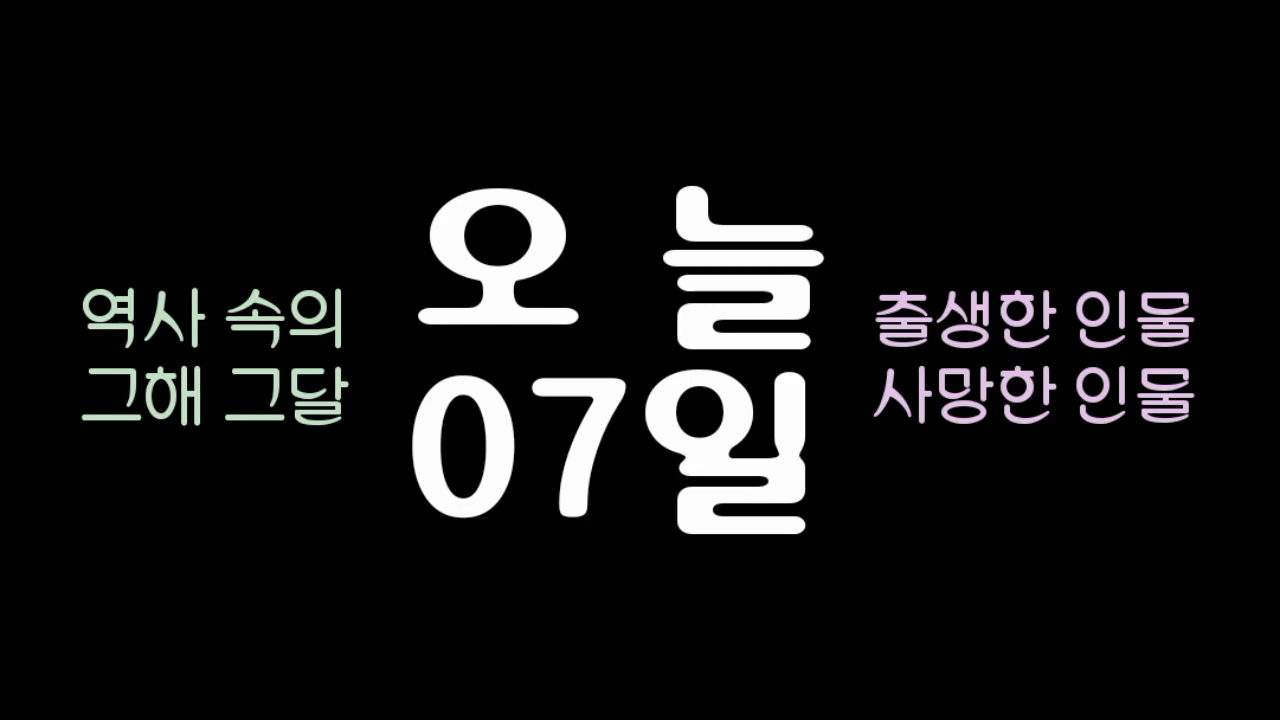 역사 속의
그해 그달
오 늘
07일
출생한 인물
사망한 인물